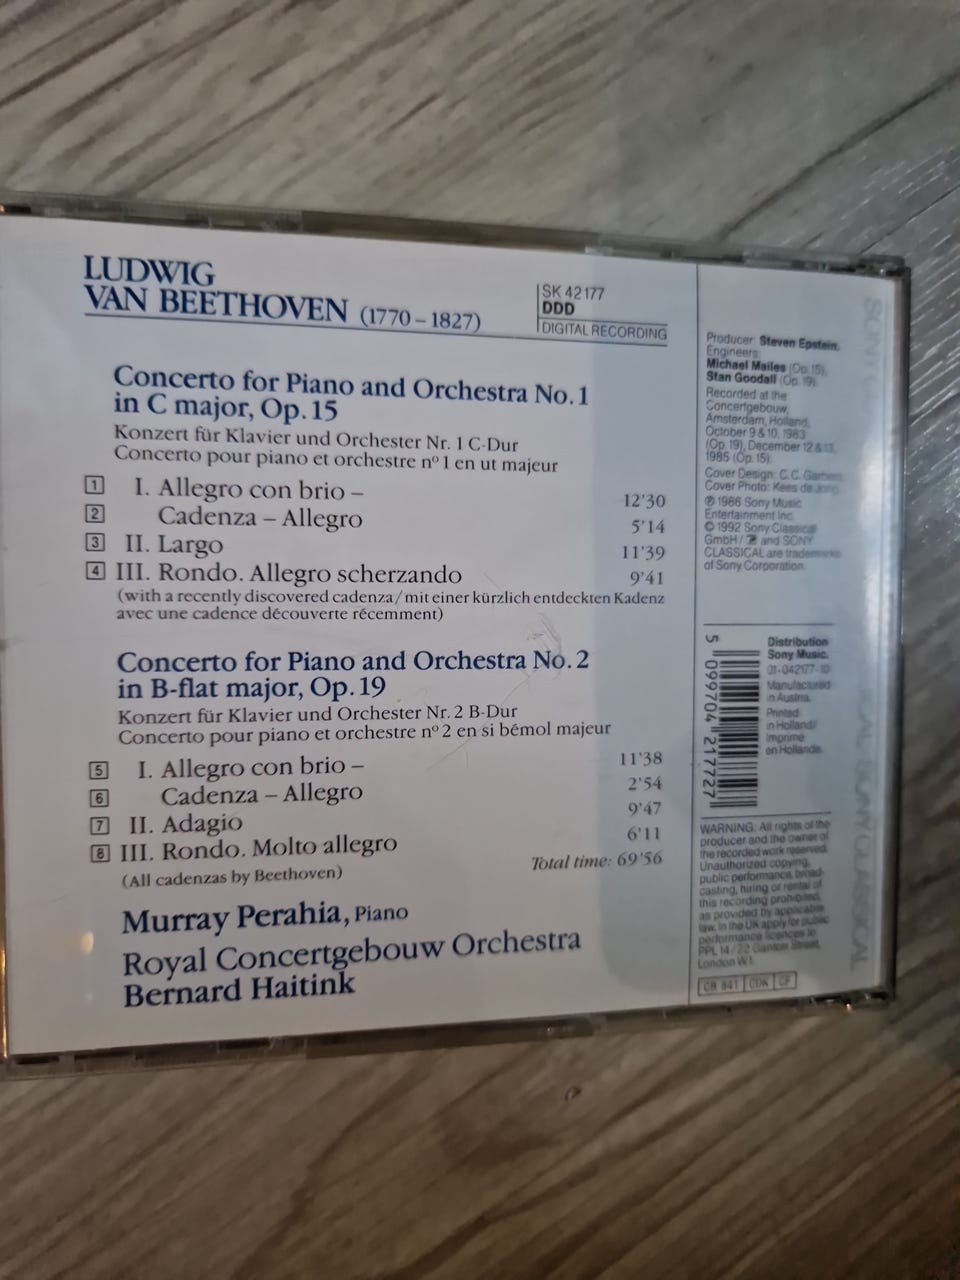 LUDWIG
VAN BEETHOVEN (1770–1827)
SK 42177
DDD
DIGITAL RECORDING
Concerto for Piano and Orchestra No. 1
in C major, Op. 15
Konzert für Klavier und Orchester Nr. 1 C-Dur
Concerto pour piano et orchestre nº 1 en ut majeur
1 I. Allegro con brio – 12'30
2 Cadenza – Allegro 5'14
3 II. Largo 11'39
4 III. Rondo. Allegro scherzando 9'41
(with a recently discovered cadenza/mit einer kürzlich entdeckten Kadenz
avec une cadence découverte récemment)
Concerto for Piano and Orchestra No. 2
in B-flat major, Op. 19
Konzert für Klavier und Orchester Nr. 2 B-Dur
Concerto pour piano et orchestre nº 2 en si bémol majeur
5 I. Allegro con brio – 11'38
6 Cadenza – Allegro 2'54
7 II. Adagio 9'47
8 III. Rondo. Molto allegro 6'11
(All cadenzas by Beethoven)
Total time: 69'56
Murray Perahia, Piano
Royal Concertgebouw Orchestra
Bernard Haitink
Producer: Steven Epstein.
Engineers:
Michael Mailes (Op. 15),
Stan Goodall (Op. 19).
Recorded at the
Concertgebouw,
Amsterdam, Holland,
October 9 & 10, 1983
(Op. 19), December 12 & 13,
1985 (Op. 15).
Cover Design: C. C. 
Cover Photo: Kees de Jong
℗ 1986 Sony Music
Entertainment Inc.
© 1992 Sony Classical
GmbH/ and SONY
CLASSICAL are trademarks
of Sony Corporation.
5 099704 217727
Distribution
Sony Music.
01-042177-10
Manufactured
in Austria.
Printed
in Holland/
Imprimé
en Hollande.
WARNING: All rights of the
producer and the owner of
the recorded work reserved.
Unauthorized copying,
public performance, broad-
casting, hiring or rental of
this recording prohibited,
as provided by applicable
law. In the UK apply for public
performance licences to
PPL 14/22 Ganton Street,
London W1.
CB 841 CDK CF
SONY CLASSICAL